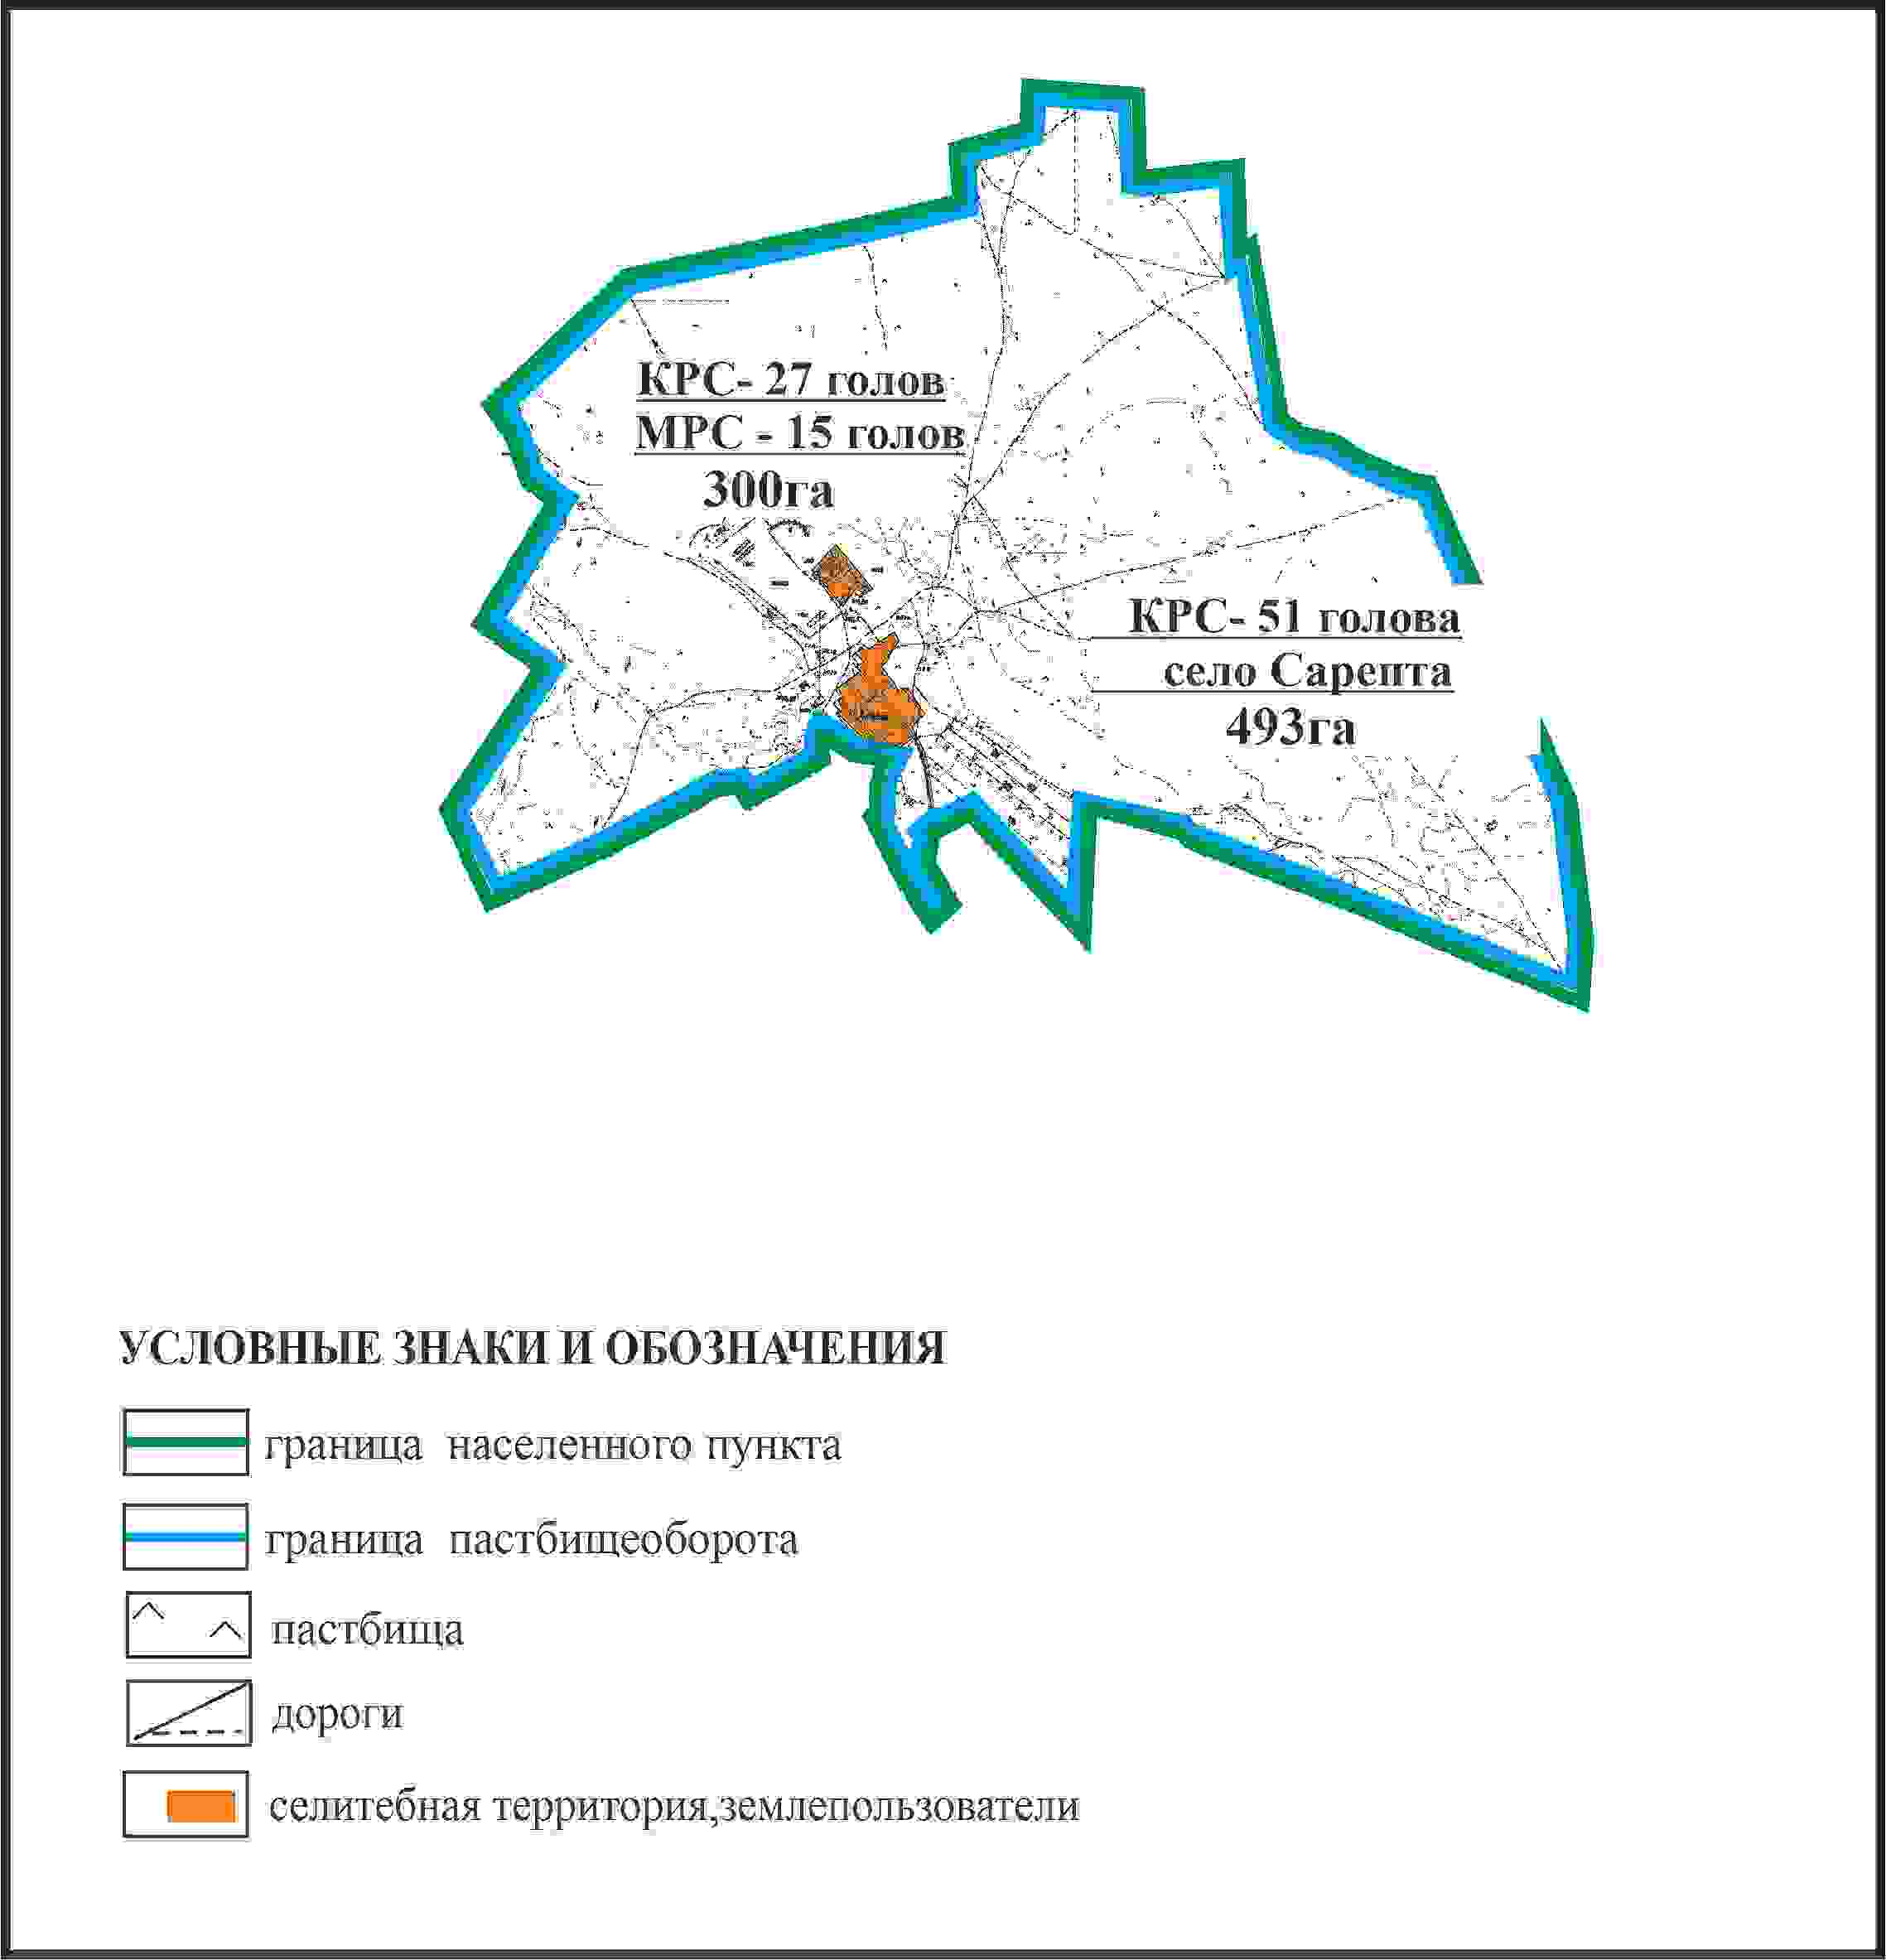 КРС- 27 голов
МРС - 15 голов
300га
КРС- 51 голова
село Сарепта
493га
УСЛОВНЫЕ ЗНАКИ И ОБОЗНАЧЕНИЯ
граница населенного пункта
граница пастбищеоборота
пастбища
дороги
селитебная территория,землепользователи